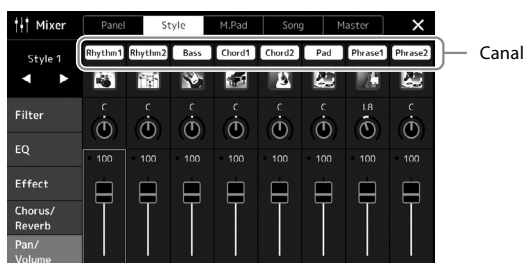 Mixer Panel Style M.Pad Song Master ×
Style 1 Rhythm1 Rhythm2 Bass Chord1 Chord2 Pad Phrase1 Phrase2 Canal
Filter C C C C C C L8 C
EQ 100 100 100 100 100 100 100 100
Effect
Chorus/
Reverb
Pan/
Volume